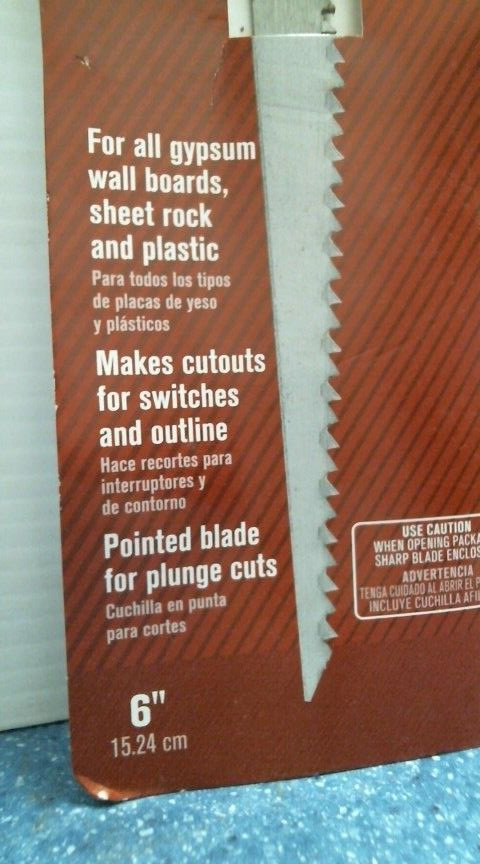 For all gypsum
wall boards,
sheet rock
and plastic
Para todos los tipos
de placas de yeso
y plásticos
Makes cutouts
for switches
and outline
Hace recortes para
interruptores y
de contorno
Pointed blade
for plunge cuts
Cuchilla en punta
para cortes
6"
15.24 cm
USE CAUTION
WHEN OPENING
SHARP BLADE
ADVERTENCIA
TENGA CUIDADO AL ABRIR EL
INCLUYE CUCHILLA